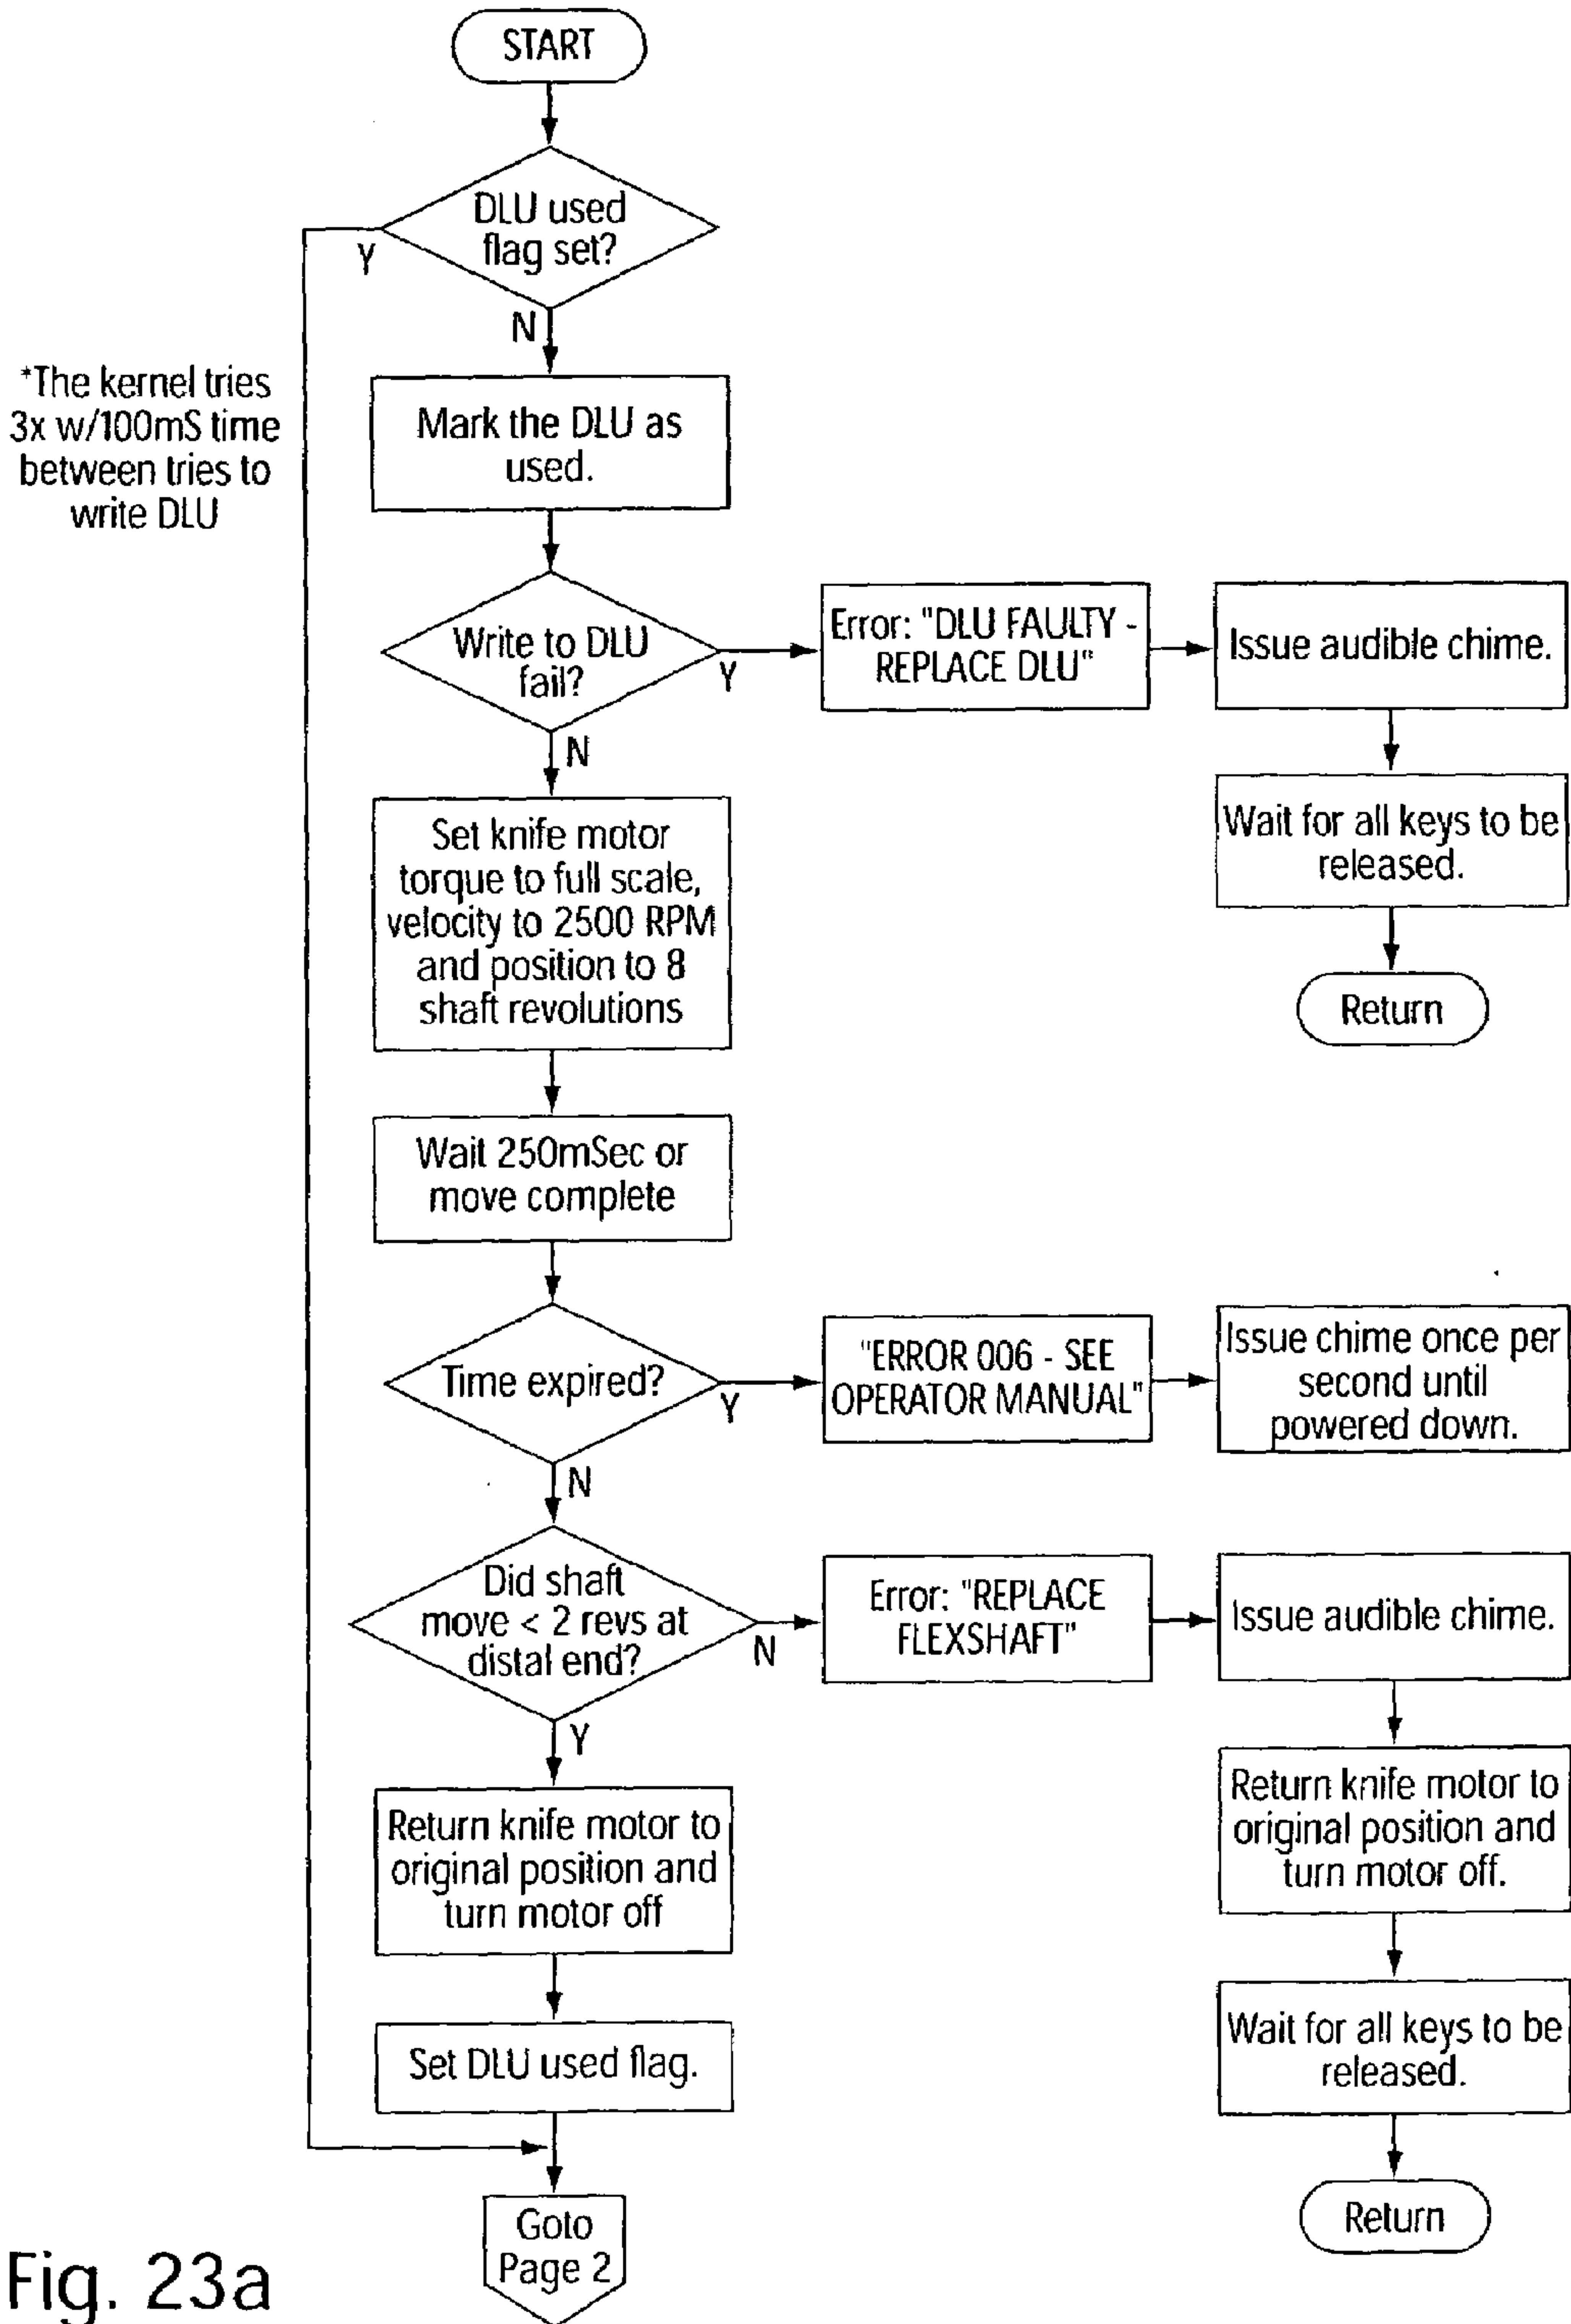 START
DLU used
flag set?
Y
N
*The kernel tries
3x w/100mS time
between tries to
write DLU
Mark the DLU as
used.
Write to DLU
fail?
Y
N
Error: "DLU FAULTY -
REPLACE DLU"
Issue audible chime.
Wait for all keys to be
released.
Return
Set knife motor
torque to full scale,
velocity to 2500 RPM
and position to 8
shaft revolutions
Wait 250mSec or
move complete
Time expired?
Y
N
"ERROR 006 - SEE
OPERATOR MANUAL"
Issue chime once per
second until
powered down.
Did shaft
move < 2 revs at
distal end?
N
Y
Error: "REPLACE
FLEXSHAFT"
Issue audible chime.
Return knife motor to
original position and
turn motor off.
Wait for all keys to be
released.
Return
Return knife motor to
original position and
turn motor off
Set DLU used flag.
Goto
Page 2
Fig. 23a